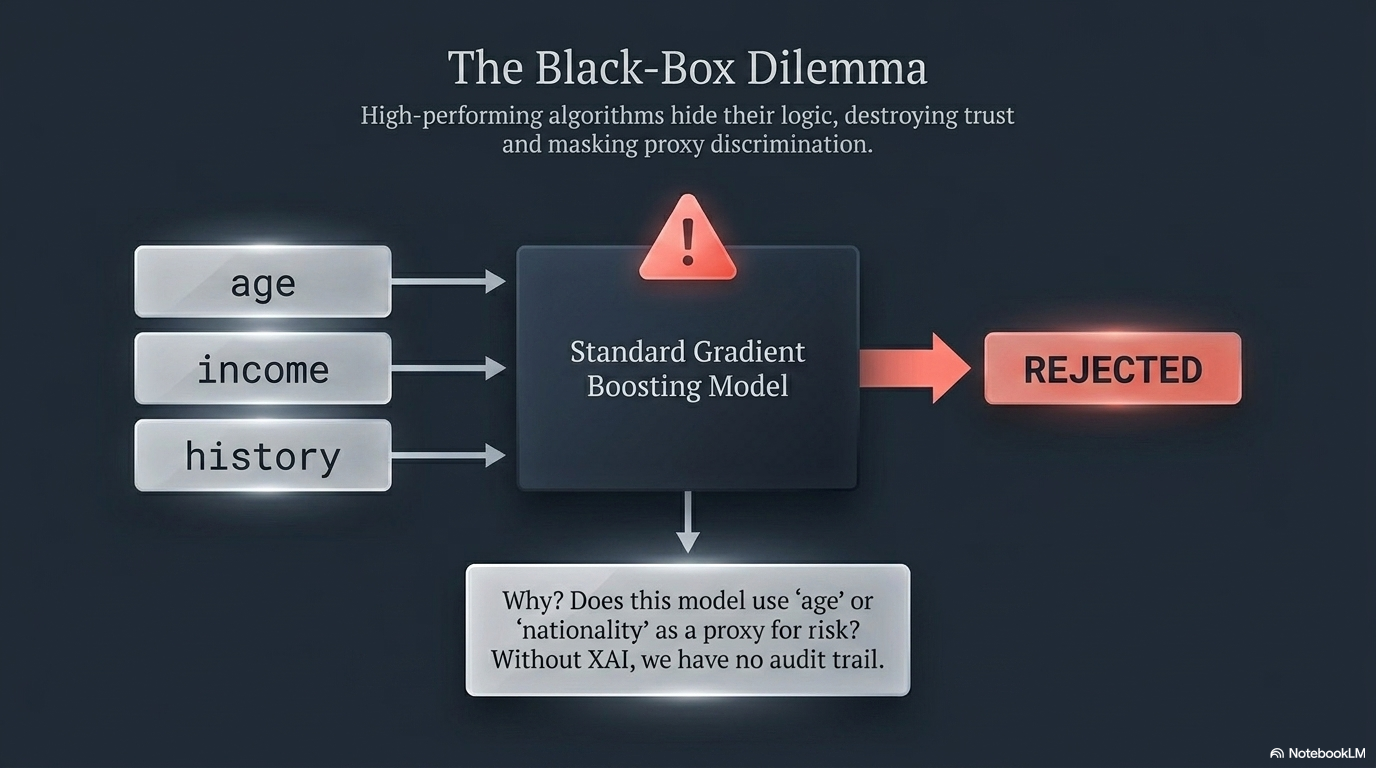 The Black-Box Dilemma
High-performing algorithms hide their logic, destroying trust
and masking proxy discrimination.
age
income
history
!
Standard Gradient
Boosting Model
REJECTED
Why? Does this model use ‘age’ or
‘nationality’ as a proxy for risk?
Without XAI, we have no audit trail.
NotebookLM